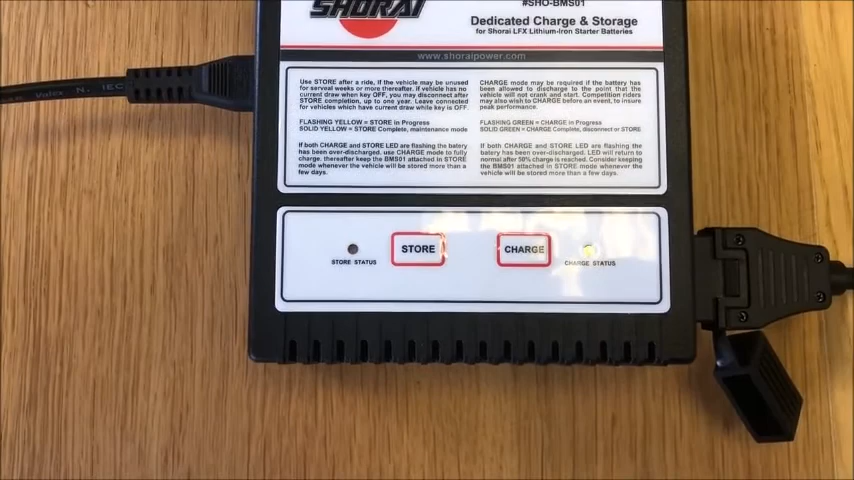 SHORAI
#SHO-BMS01
Dedicated Charge & Storage
for Shorai LFX Lithium-Iron Starter Batteries
www.shoraipower.com
Volex N. IEC
Use STORE after a ride, if the vehicle may be unused
for serveal weeks or more thereafter. If vehicle has no
current draw when key OFF, you may disconnect after
STORE completion, up to one year. Leave connected
for vehicles which have current draw while key is OFF.
FLASHING YELLOW = STORE in Progress
SOLID YELLOW = STORE Complete, maintenance mode
If both CHARGE and STORE LED are flashing the batery
has been over-discharged. use CHARGE mode to fully
charge. thereafter keep the BMS01 attached in STORE
mode whenever the vehicle will be stored more than a
few days.
CHARGE mode may be required if the battery has
been allowed to discharge to the point that the
vehicle will not crank and start. Competition riders
may also wish to CHARGE before an event, to insure
peak performance.
FLASHING GREEN = CHARGE in Progress
SOLID GREEN = CHARGE Complete, disconnect or STORE
If both CHARGE and STORE LED are flashing the
batery has been over-discharged. LED will return to
normal after 50% charge is reached. Consider keeping
the BMS01 attached in STORE mode whenever the
vehicle will be stored more than a few days.
STORE
CHARGE
STORE STATUS
CHARGE STATUS